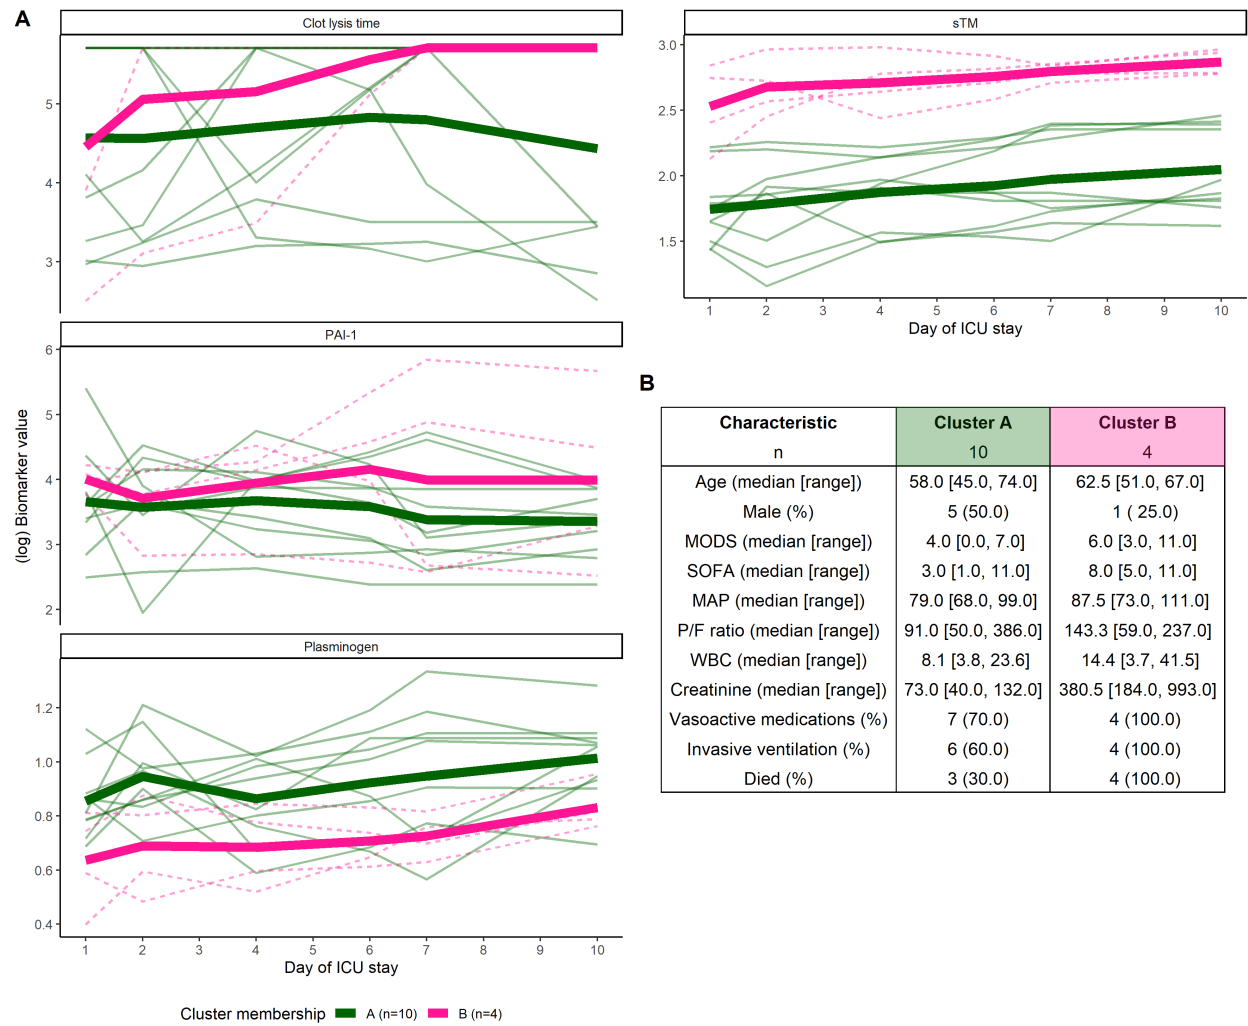 A
Clot lysis time
5
4
3
PAI-1
6
5
4
3
2
Plasminogen
1.2
1.0
0.8
0.6
0.4
1 2 3 4 5 6 7 8 9 10
Day of ICU stay
(log) Biomarker value
sTM
3.0
2.5
2.0
1.5
1 2 3 4 5 6 7 8 9 10
Day of ICU stay
B
Characteristic Cluster A Cluster B
n 10 4
Age (median [range]) 58.0 [45.0, 74.0] 62.5 [51.0, 67.0]
Male (%) 5 (50.0) 1 ( 25.0)
MODS (median [range]) 4.0 [0.0, 7.0] 6.0 [3.0, 11.0]
SOFA (median [range]) 3.0 [1.0, 11.0] 8.0 [5.0, 11.0]
MAP (median [range]) 79.0 [68.0, 99.0] 87.5 [73.0, 111.0]
P/F ratio (median [range]) 91.0 [50.0, 386.0] 143.3 [59.0, 237.0]
WBC (median [range]) 8.1 [3.8, 23.6] 14.4 [3.7, 41.5]
Creatinine (median [range]) 73.0 [40.0, 132.0] 380.5 [184.0, 993.0]
Vasoactive medications (%) 7 (70.0) 4 (100.0)
Invasive ventilation (%) 6 (60.0) 4 (100.0)
Died (%) 3 (30.0) 4 (100.0)
Cluster membership A (n=10) B (n=4)